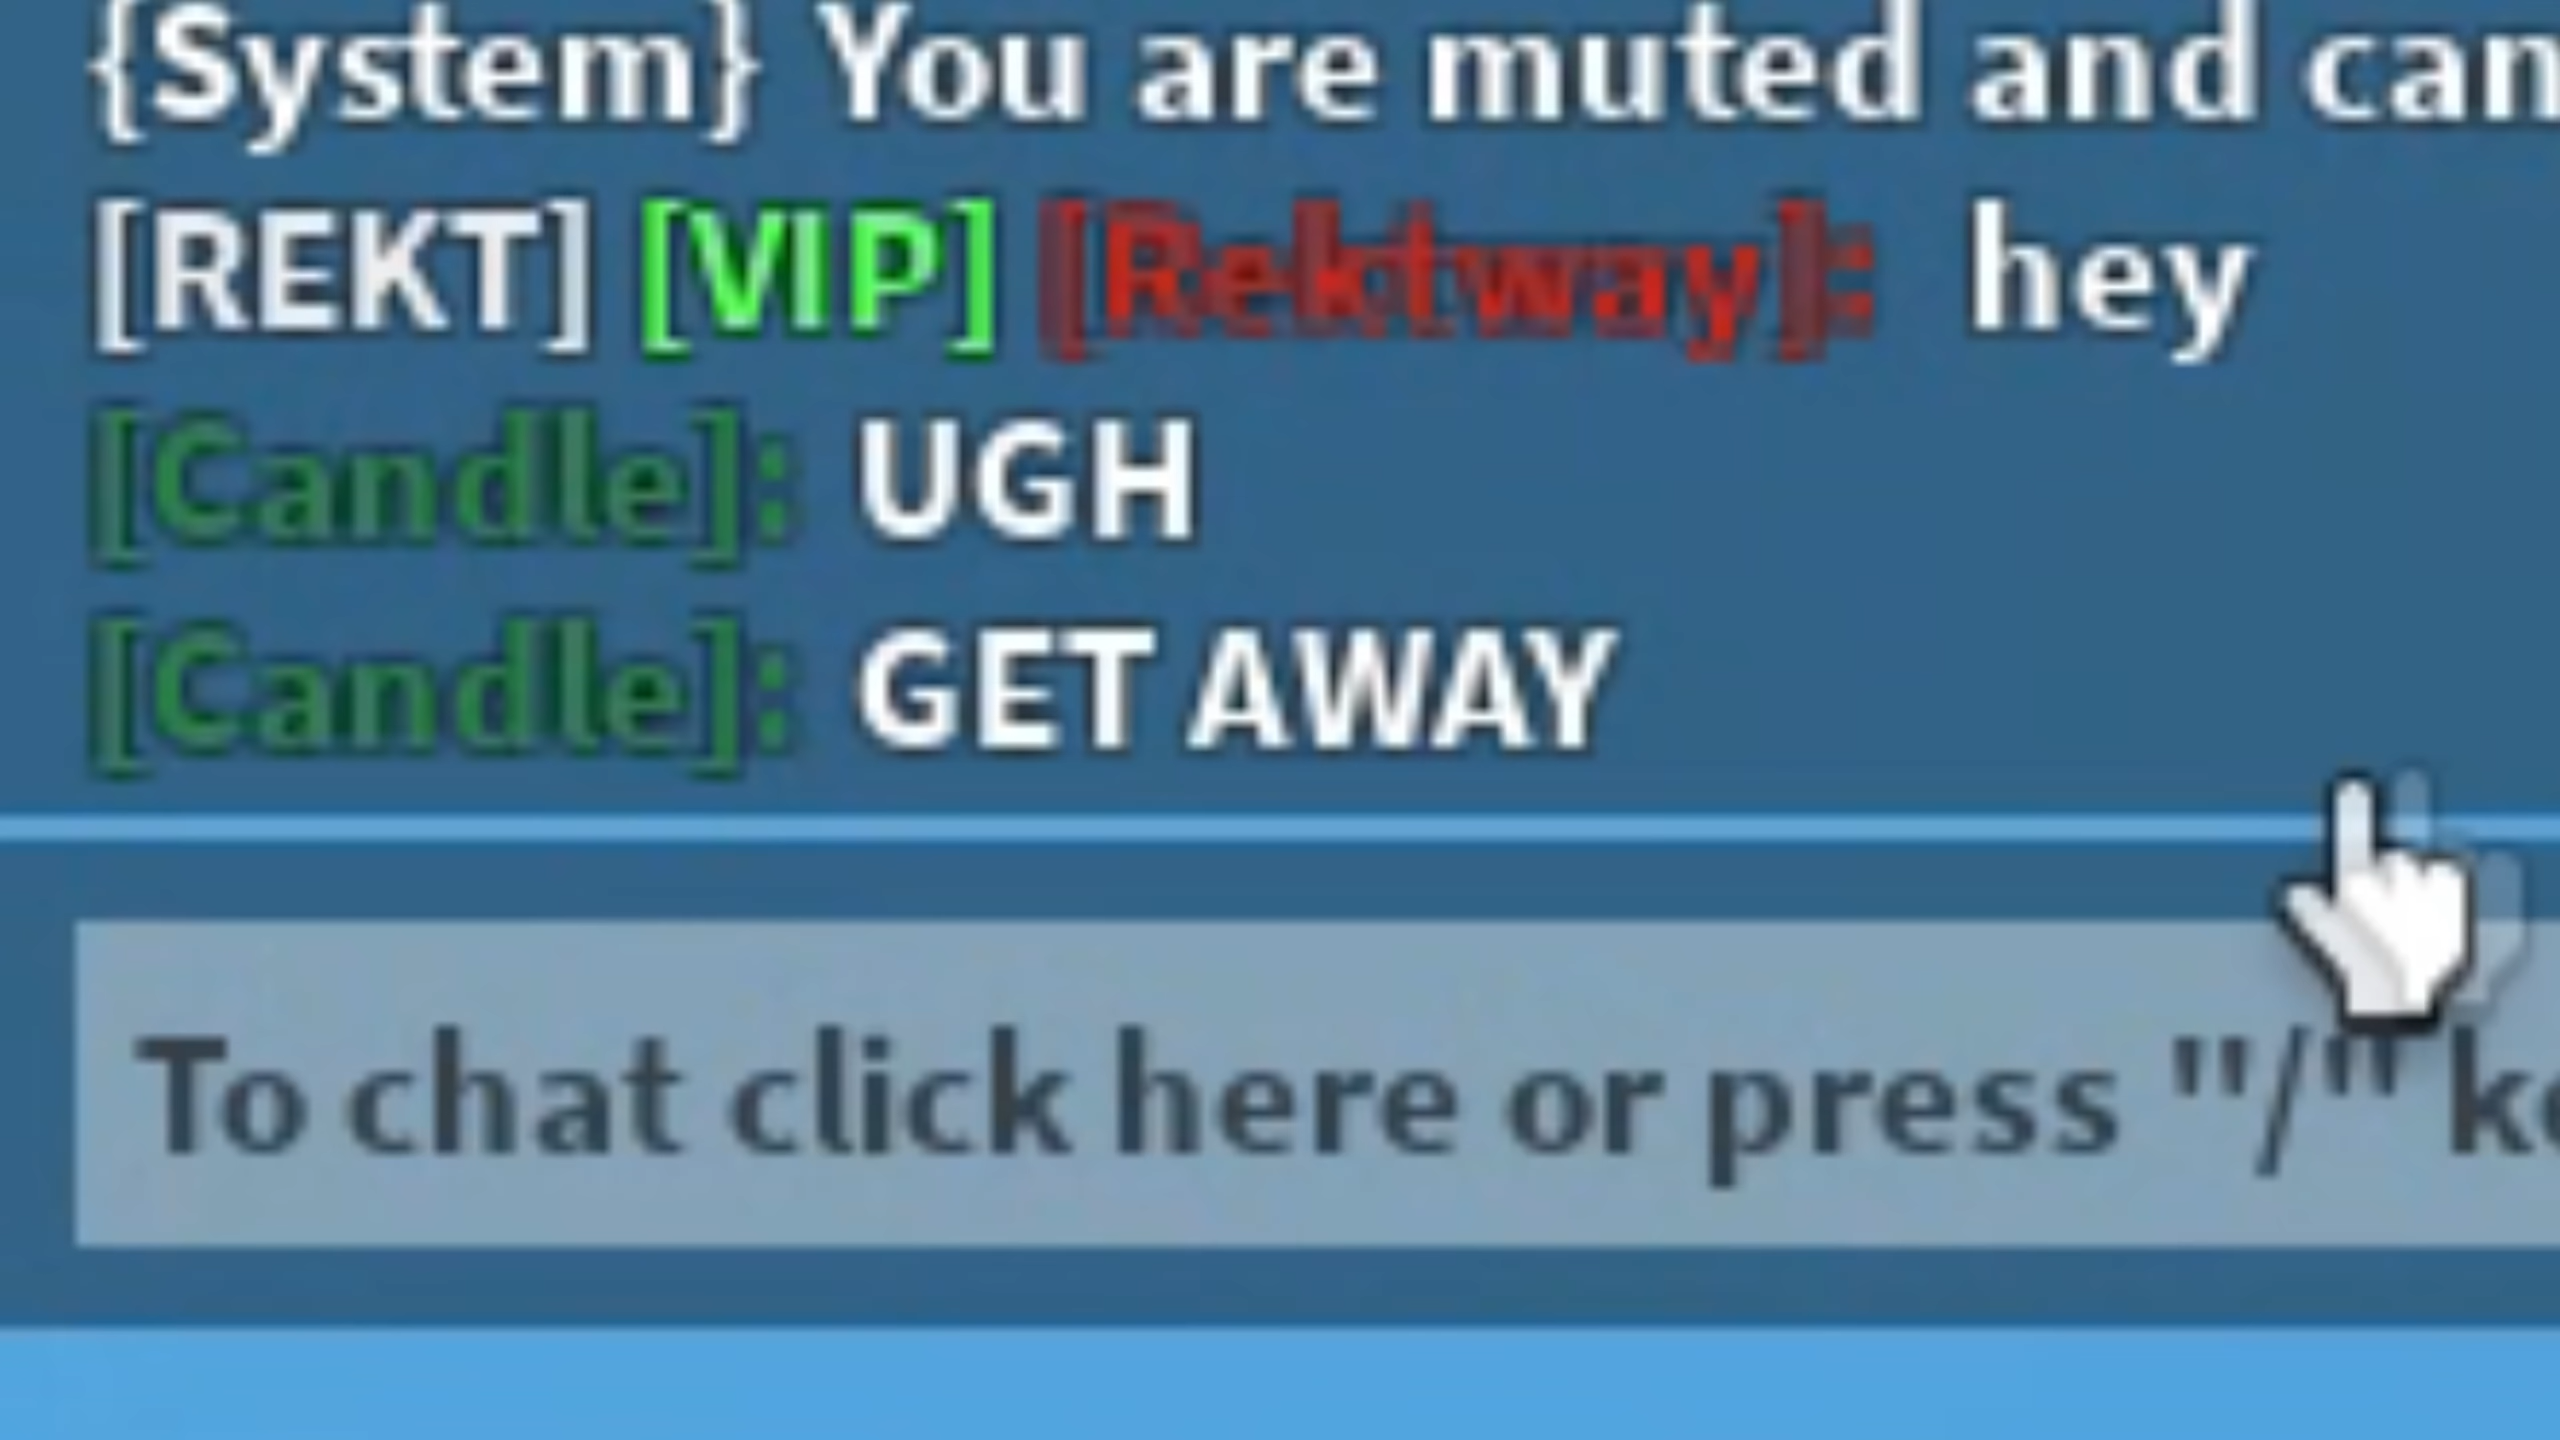 {System} You are muted and can
[REKT] [VIP] [Rektway]: hey
[Candle]: UGH
[Candle]: GET AWAY
To chat click here or press "/"